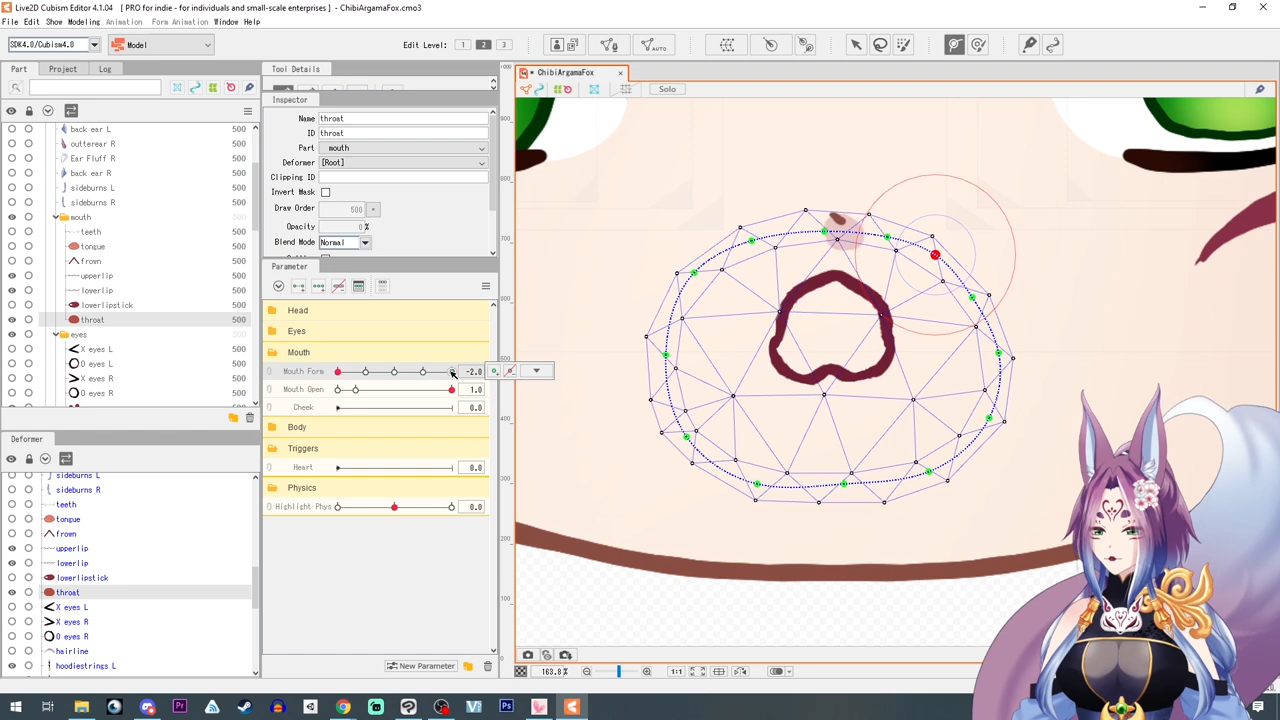 Live2D Cubism Editor 4.1.04   [ PRO for indie - for individuals and small-scale enterprises ]  - ChibiArgamaFox.cmo3
File Edit Show Modeling Animation Form Animation Window Help
SDK4.0/Cubism4.0 Model Edit Level: 1 2 3 AUTO
Part Project Log
back ear L 500
outterear R 500
Ear Fluff R 500
back ear R 500
sideburns L 500
sideburns R 500
mouth 500
teeth 500
tongue 500
frown 500
upperlip 500
lowerlip 500
lowerlipstick 500
throat 500
eyes 500
X eyes L 500
O eyes L 500
X eyes R 500
O eyes R 500
Deformer
sideburns L
sideburns R
teeth
tongue
frown
upperlip
lowerlip
lowerlipstick
throat
X eyes L
X eyes R
O eyes R
hairline
hoodiestrings L
Tool Details
Inspector
Name throat
ID throat
Part mouth
Deformer [Root]
Clipping ID
Invert Mask
Draw Order 500
Opacity 0 %
Blend Mode Normal
Parameter
Head
Eyes
Mouth
Mouth Form -2.0
Mouth Open 1.0
Cheek 0.0
Body
Triggers
Heart 0.0
Physics
Highlight Phys 0.0
New Parameter
* ChibiArgamaFox
Solo
163.8% 1:1